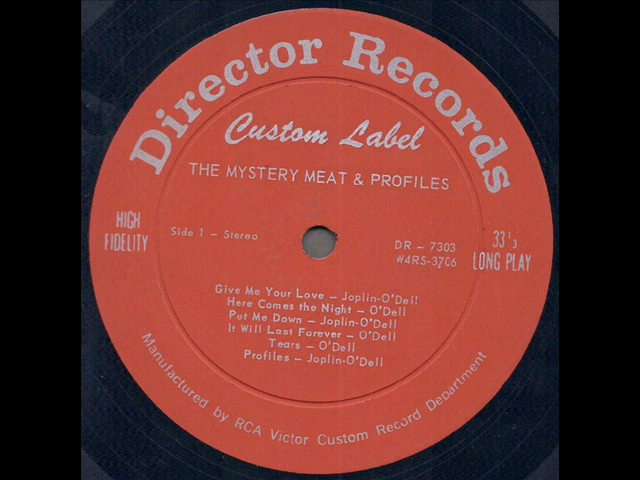 Director Records
Custom Label
THE MYSTERY MEAT & PROFILES
HIGH
FIDELITY
Side 1 – Stereo
DR – 7303
W4RS-3706
33 1/3
LONG PLAY
Give Me Your Love – Joplin-O'Dell
Here Comes the Night – O'Dell
Put Me Down – Joplin-O'Dell
It Will Last Forever – O'Dell
Tears – O'Dell
Profiles – Joplin-O'Dell
Manufactured by RCA Victor Custom Record Department